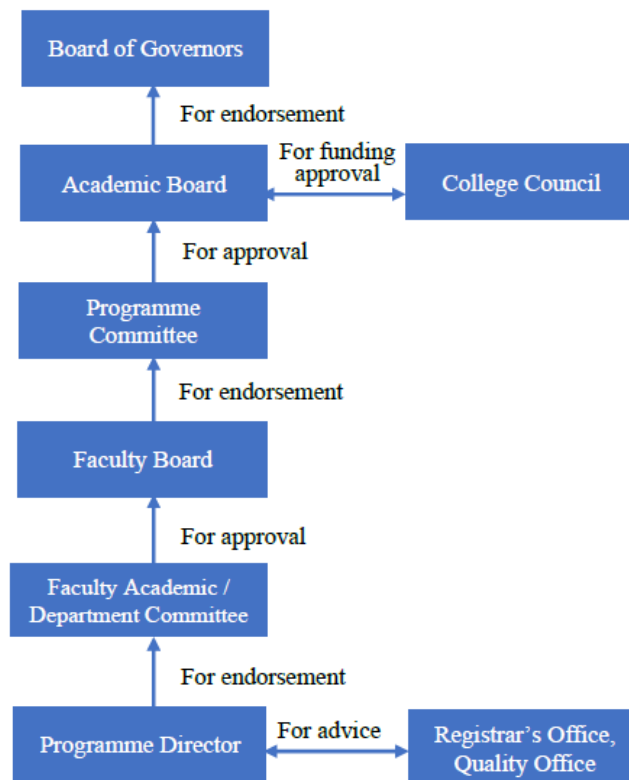 Board of Governors
For endorsement
For funding
approval
Academic Board
College Council
For approval
Programme
Committee
For endorsement
Faculty Board
For approval
Faculty Academic /
Department Committee
For endorsement
For advice
Programme Director
Registrar’s Office,
Quality Office